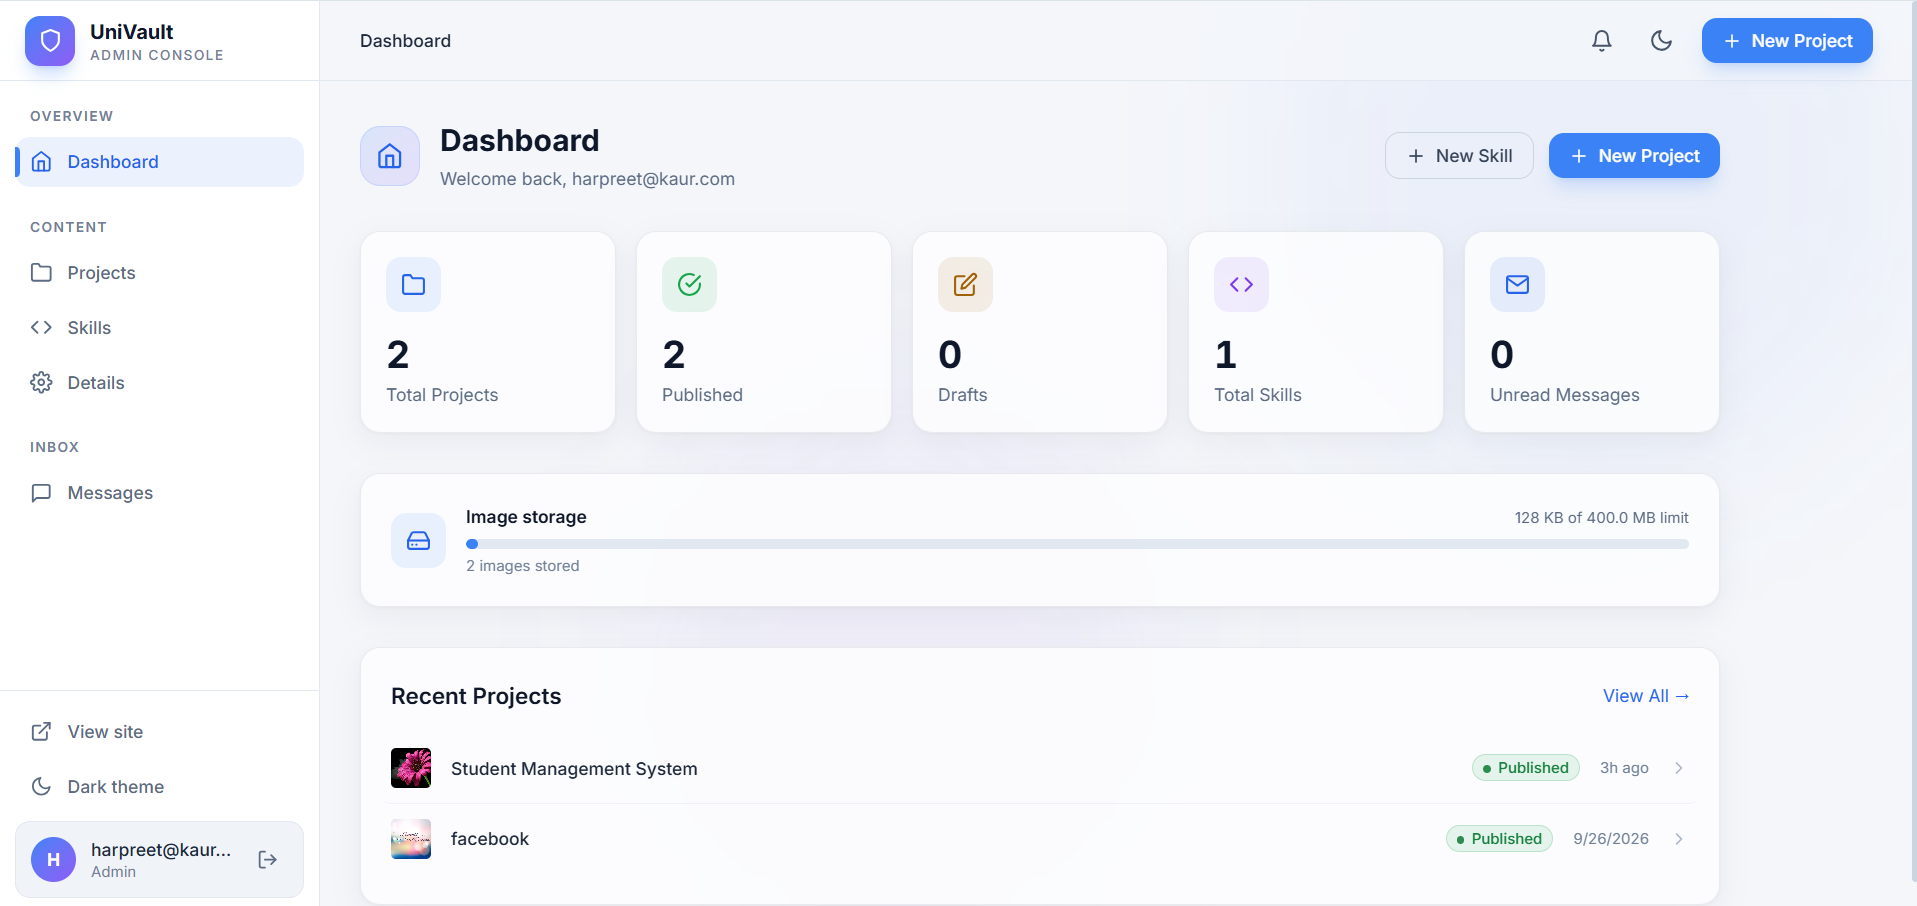 UniVault
ADMIN CONSOLE
OVERVIEW
Dashboard
CONTENT
Projects
Skills
Details
INBOX
Messages
View site
Dark theme
H
harpreet@kaur...
Admin
Dashboard
+ New Project
Dashboard
Welcome back, harpreet@kaur.com
+ New Skill
+ New Project
2
Total Projects
2
Published
0
Drafts
1
Total Skills
0
Unread Messages
Image storage
128 KB of 400.0 MB limit
2 images stored
Recent Projects
View All →
Student Management System
Published
3h ago
facebook
Published
9/26/2026